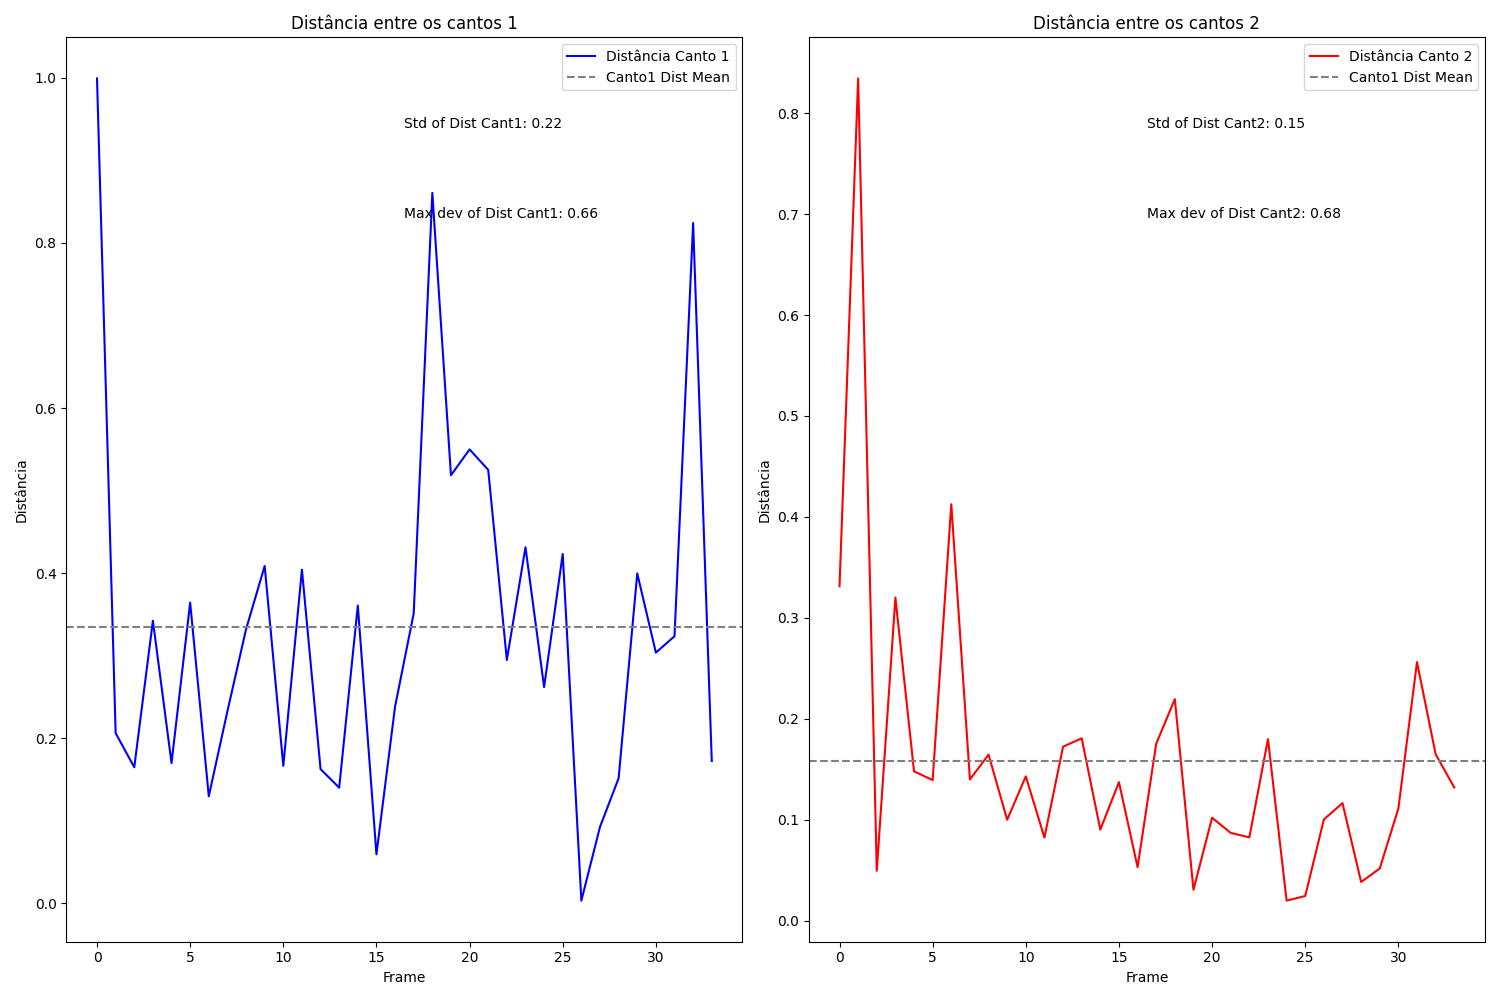 Distância entre os cantos 1
Distância Canto 1
Canto1 Dist Mean
Std of Dist Cant1: 0.22
Max dev of Dist Cant1: 0.66
1.0
0.8
0.6
0.4
0.2
0.0
Distância
0 5 10 15 20 25 30
Frame
Distância entre os cantos 2
Distância Canto 2
Canto1 Dist Mean
Std of Dist Cant2: 0.15
Max dev of Dist Cant2: 0.68
0.8
0.7
0.6
0.5
0.4
0.3
0.2
0.1
0.0
Distância
0 5 10 15 20 25 30
Frame